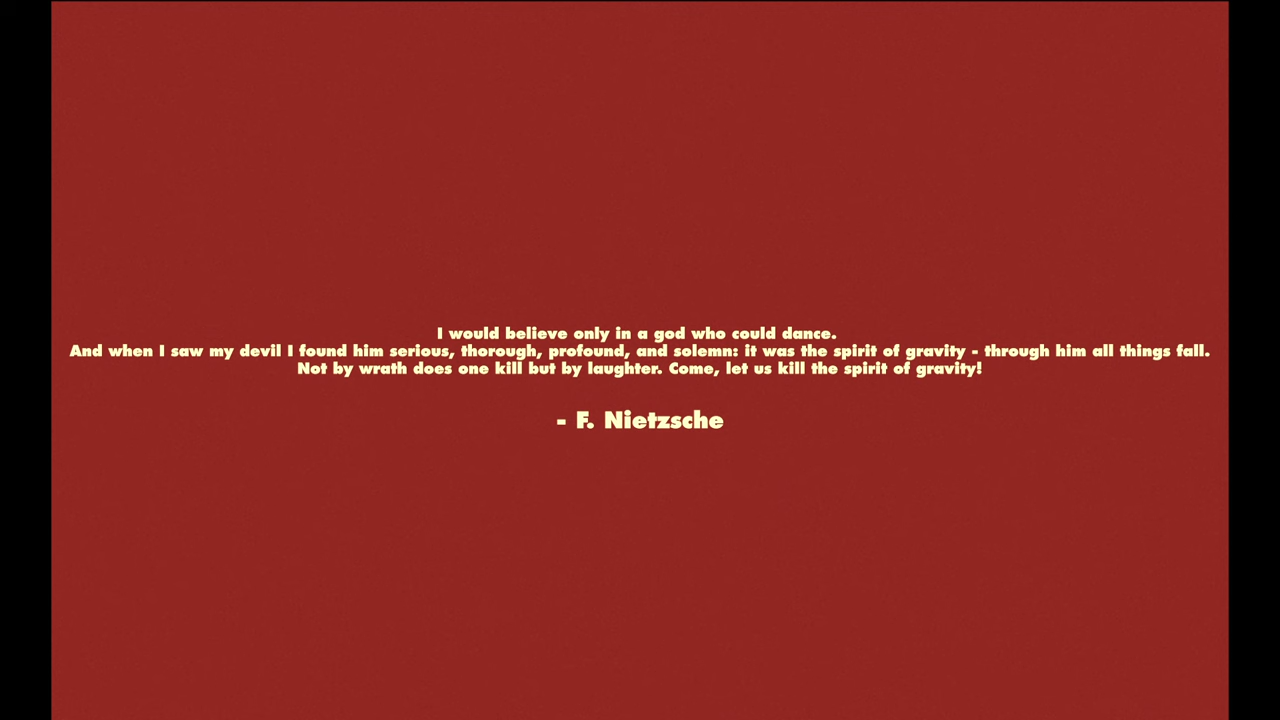 I would believe only in a god who could dance.
And when I saw my devil I found him serious, thorough, profound, and solemn: it was the spirit of gravity - through him all things fall.
Not by wrath does one kill but by laughter. Come, let us kill the spirit of gravity!
- F. Nietzsche